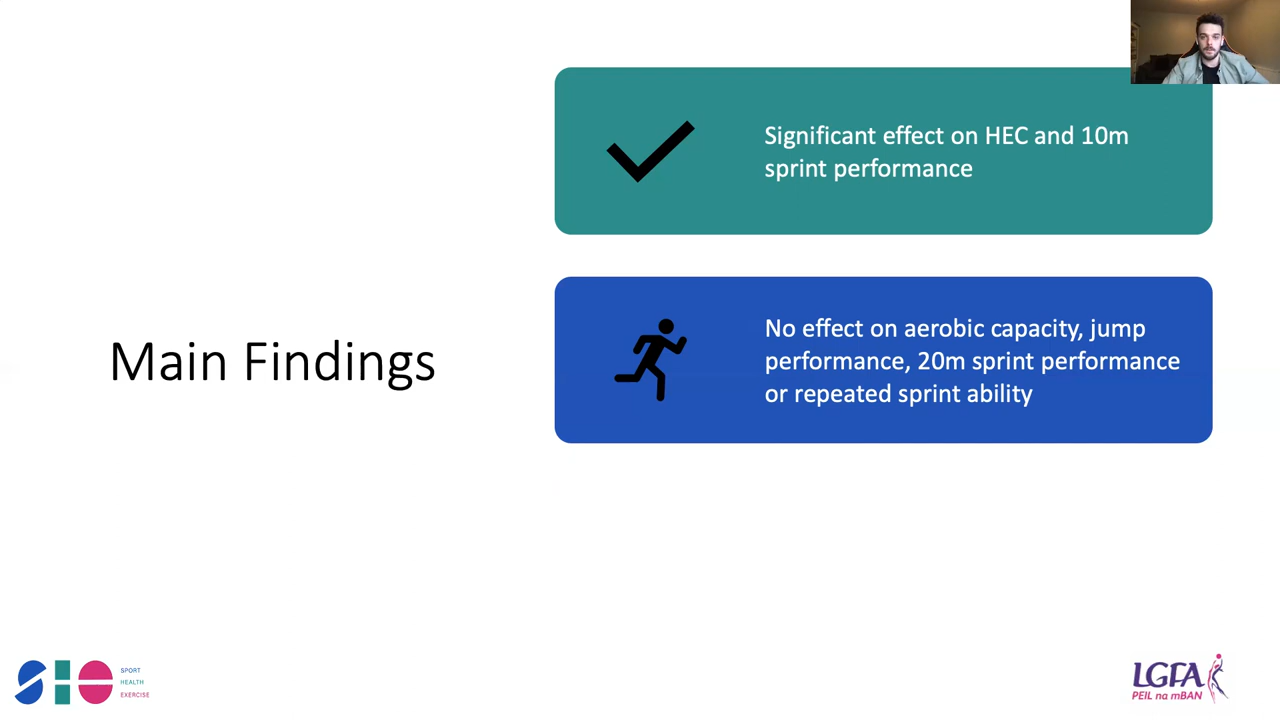 Significant effect on HEC and 10m
sprint performance
Main Findings
No effect on aerobic capacity, jump
performance, 20m sprint performance
or repeated sprint ability
SPORT
HEALTH
EXERCISE
LGFA
PEIL na mBAN